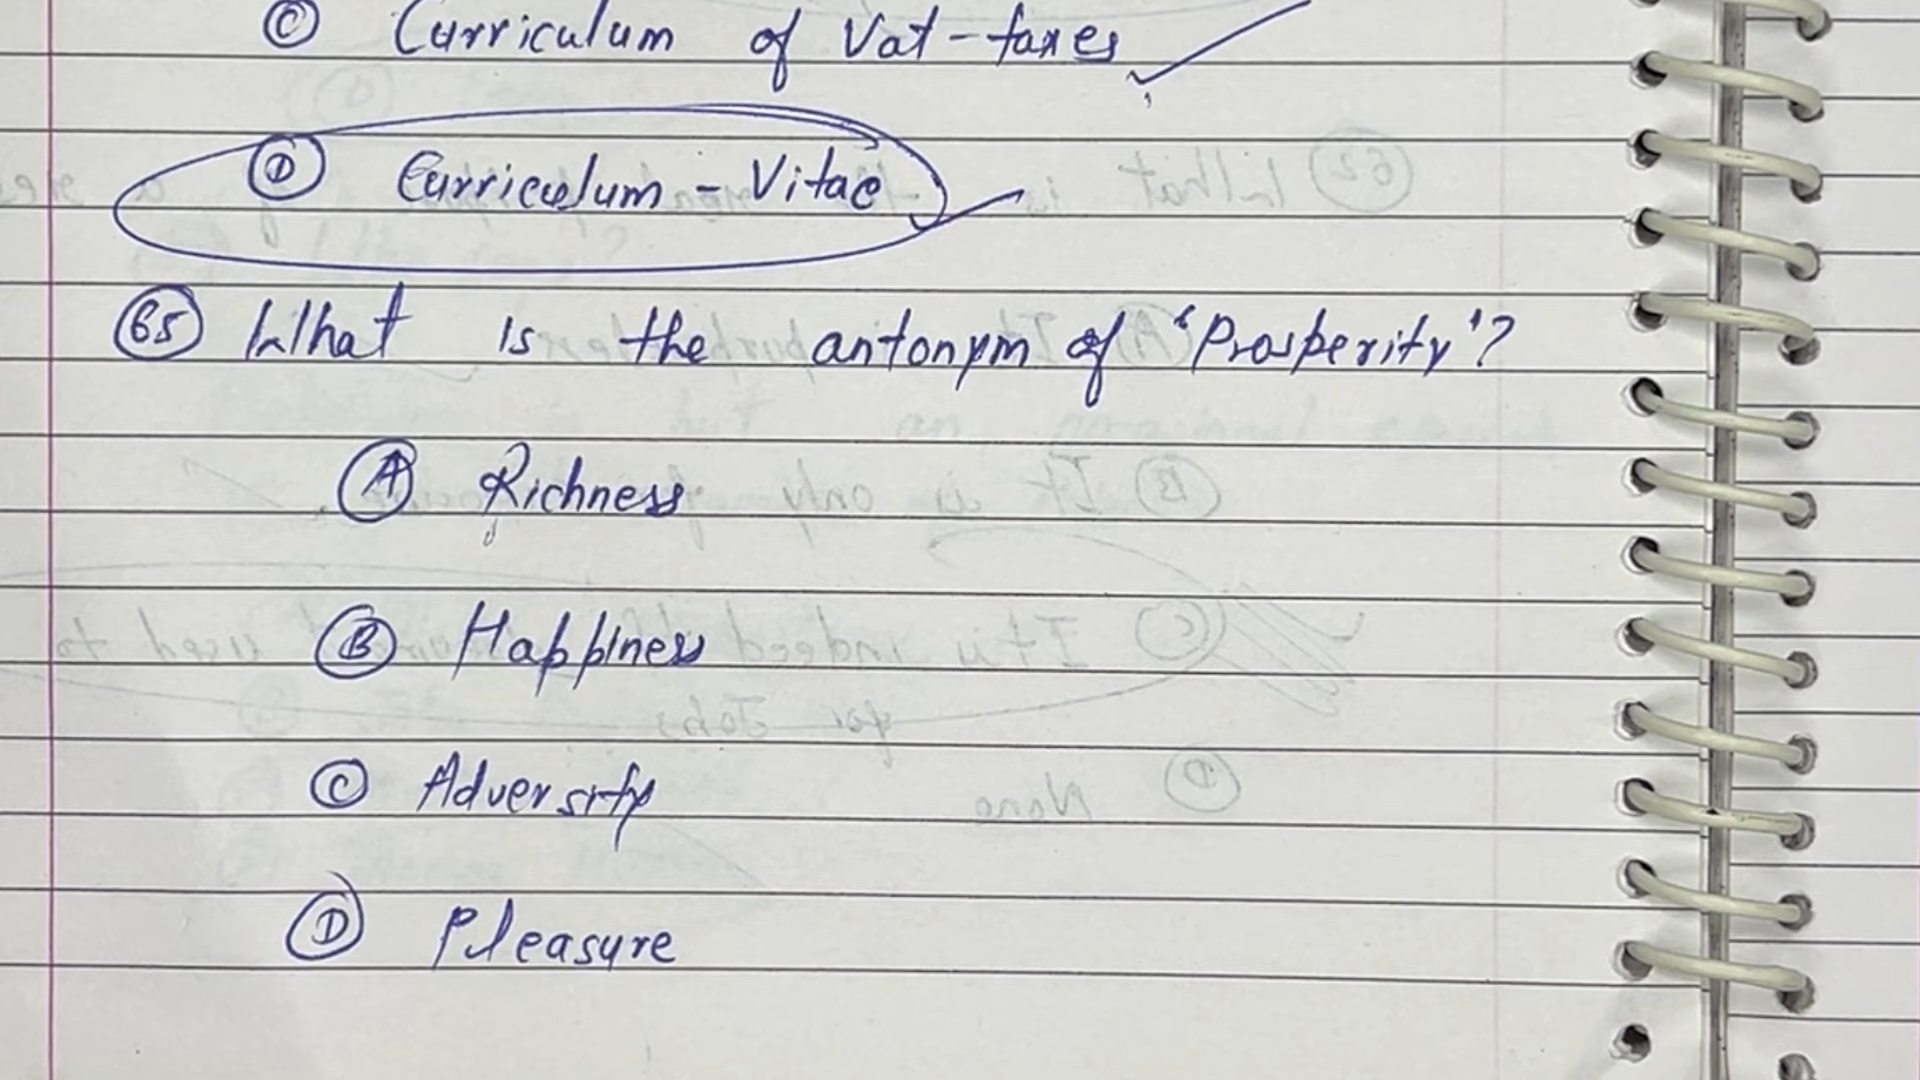 C Curriculum of Vat-taxes
D Curriculum - Vitae
65 What is the antonym of 'Prosperity'?
A Richness
B Happiness
C Adversity
D Pleasure